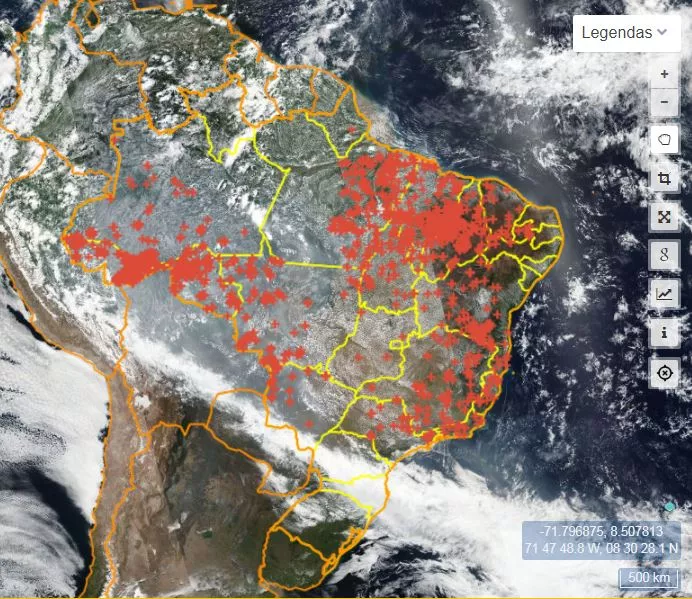 Legendas
+
−
g
i
-71.796875, 8.507813
71 47 48.8 W, 08 30 28.1 N
500 km